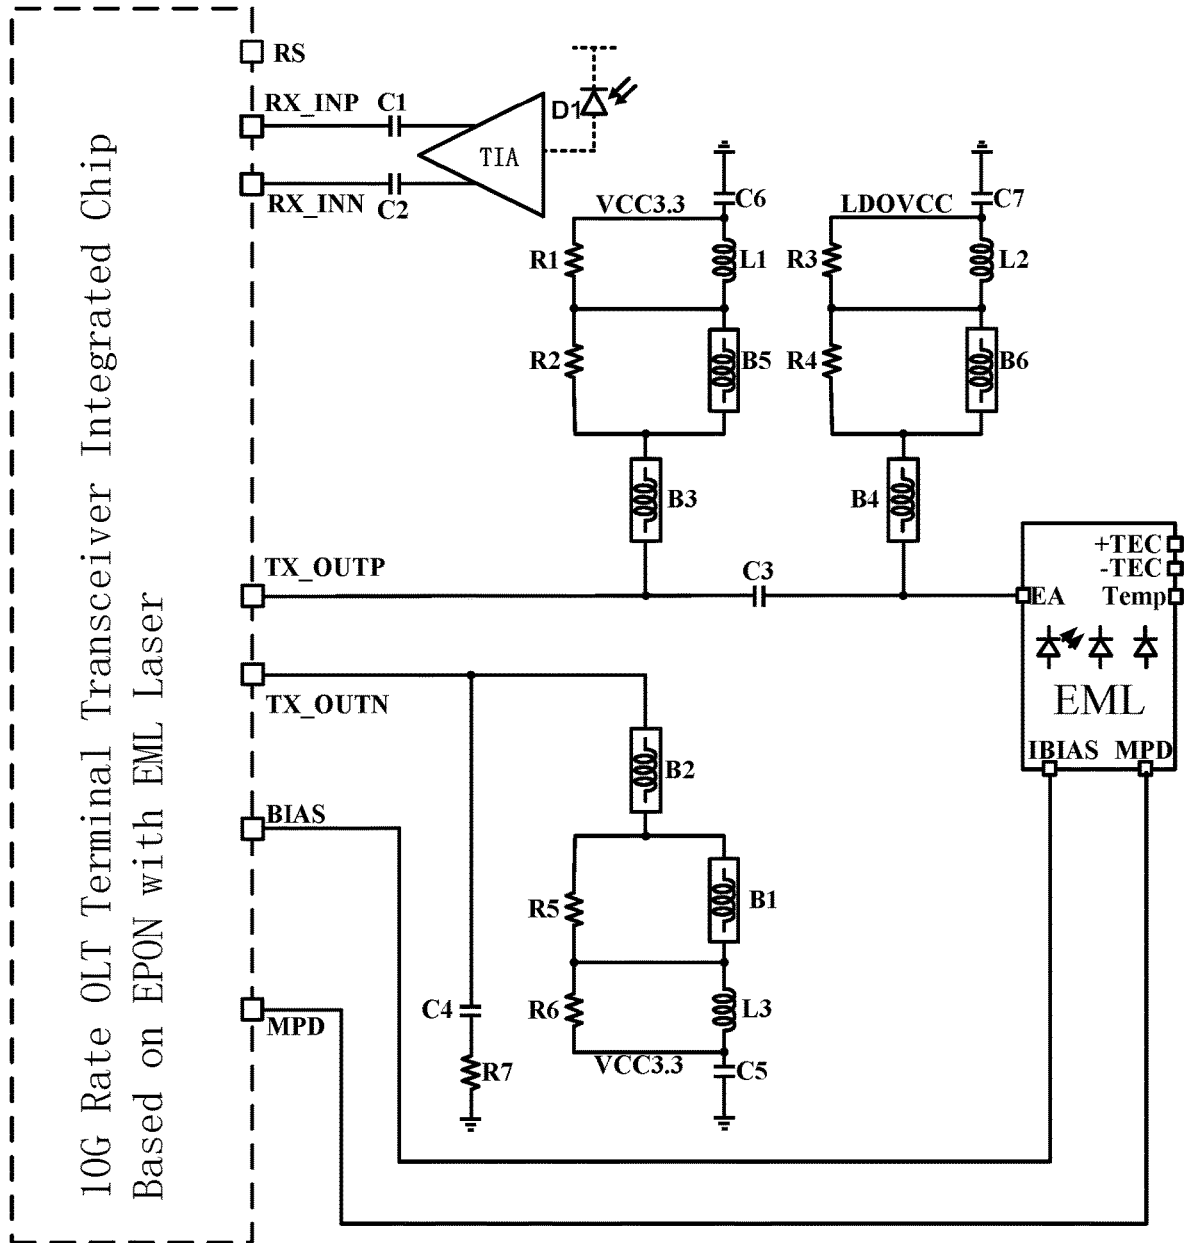 10G Rate OLT Terminal Transceiver Integrated Chip
Based on EPON with EML Laser
RS
RX_INP
C1
D1
TIA
RX_INN
C2
VCC3.3
C6
LDOVCC
C7
R1
L1
R3
L2
R2
B5
R4
B6
B3
B4
TX_OUTP
C3
+TEC
-TEC
EA
Temp
TX_OUTN
EML
B2
IBIAS
MPD
BIAS
R5
B1
C4
R6
L3
MPD
VCC3.3
C5
R7